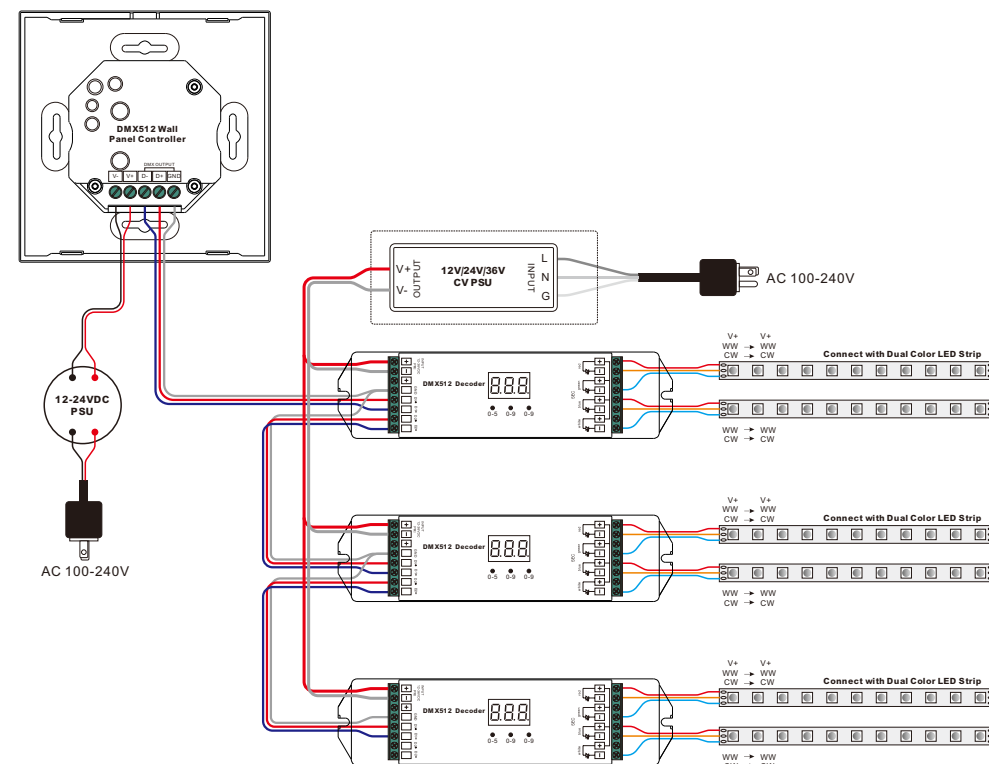 DMX512 Wall
Panel Controller
DMX OUTPUT
V- V+ D- D+ GND
12-24VDC
PSU
AC 100-240V
V+
V-
OUTPUT
12V/24V/36V
CV PSU
INPUT
L
N
G
AC 100-240V
DMX512 Decoder
0-5 0-9 0-9
V+ V+
WW → WW
CW → CW
Connect with Dual Color LED Strip
WW → WW
CW → CW
DMX512 Decoder
0-5 0-9 0-9
V+ V+
WW → WW
CW → CW
Connect with Dual Color LED Strip
WW → WW
CW → CW
DMX512 Decoder
0-5 0-9 0-9
V+ V+
WW → WW
CW → CW
Connect with Dual Color LED Strip
WW → WW